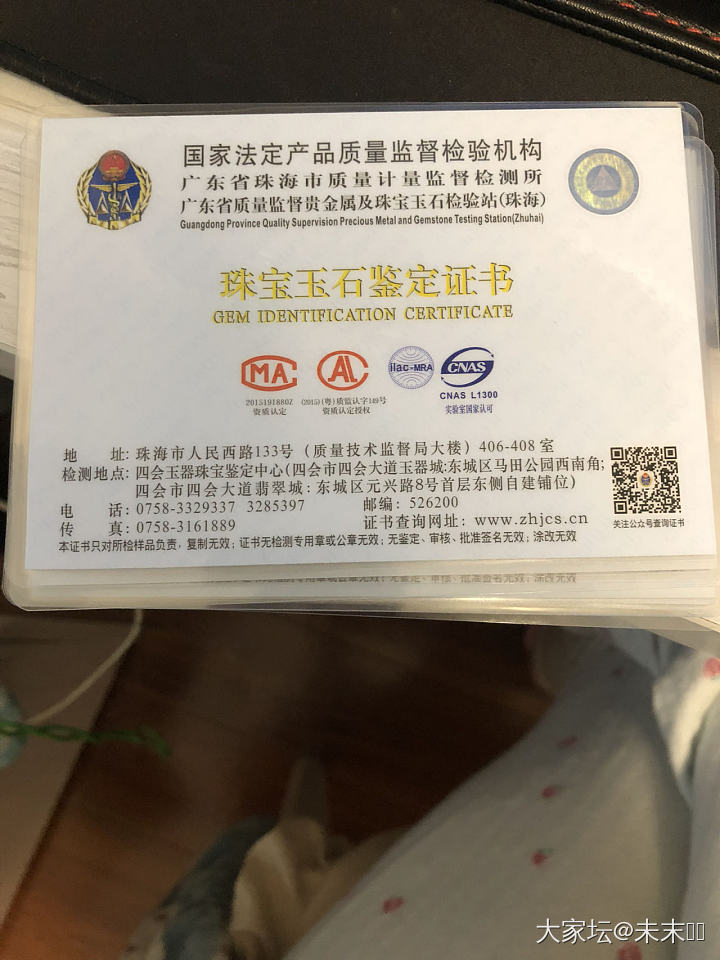 国家法定产品质量监督检验机构
广东省珠海市质量计量监督检测所
广东省质量监督贵金属及珠宝玉石检验站(珠海)
Guangdong Province Quality Supervision Precious Metal and Gemstone Testing Station(Zhuhai)
珠宝玉石鉴定证书
GEM IDENTIFICATION CERTIFICATE
MA AL ilac-MRA CNAS
CNAS L1300
2015191880Z (2015)(粤)质监认字149号
资质认定 资质认定授权 实验室国家认可
地 址: 珠海市人民西路133号（质量技术监督局大楼）406-408室
检测地点: 四会玉器珠宝鉴定中心(四会市四会大道玉器城:东城区马田公园西南角;
四会市四会大道翡翠城: 东城区元兴路8号首层东侧自建铺位)
电 话: 0758-3329337 3285397 邮编: 526200
传 真: 0758-3161889 证书查询网址: www.zhjcs.cn
关注公众号查询证书
本证书只对所检样品负责，复制无效；证书无检测专用章或公章无效；无鉴定、审核、批准签名无效；涂改无效
大家坛@未末